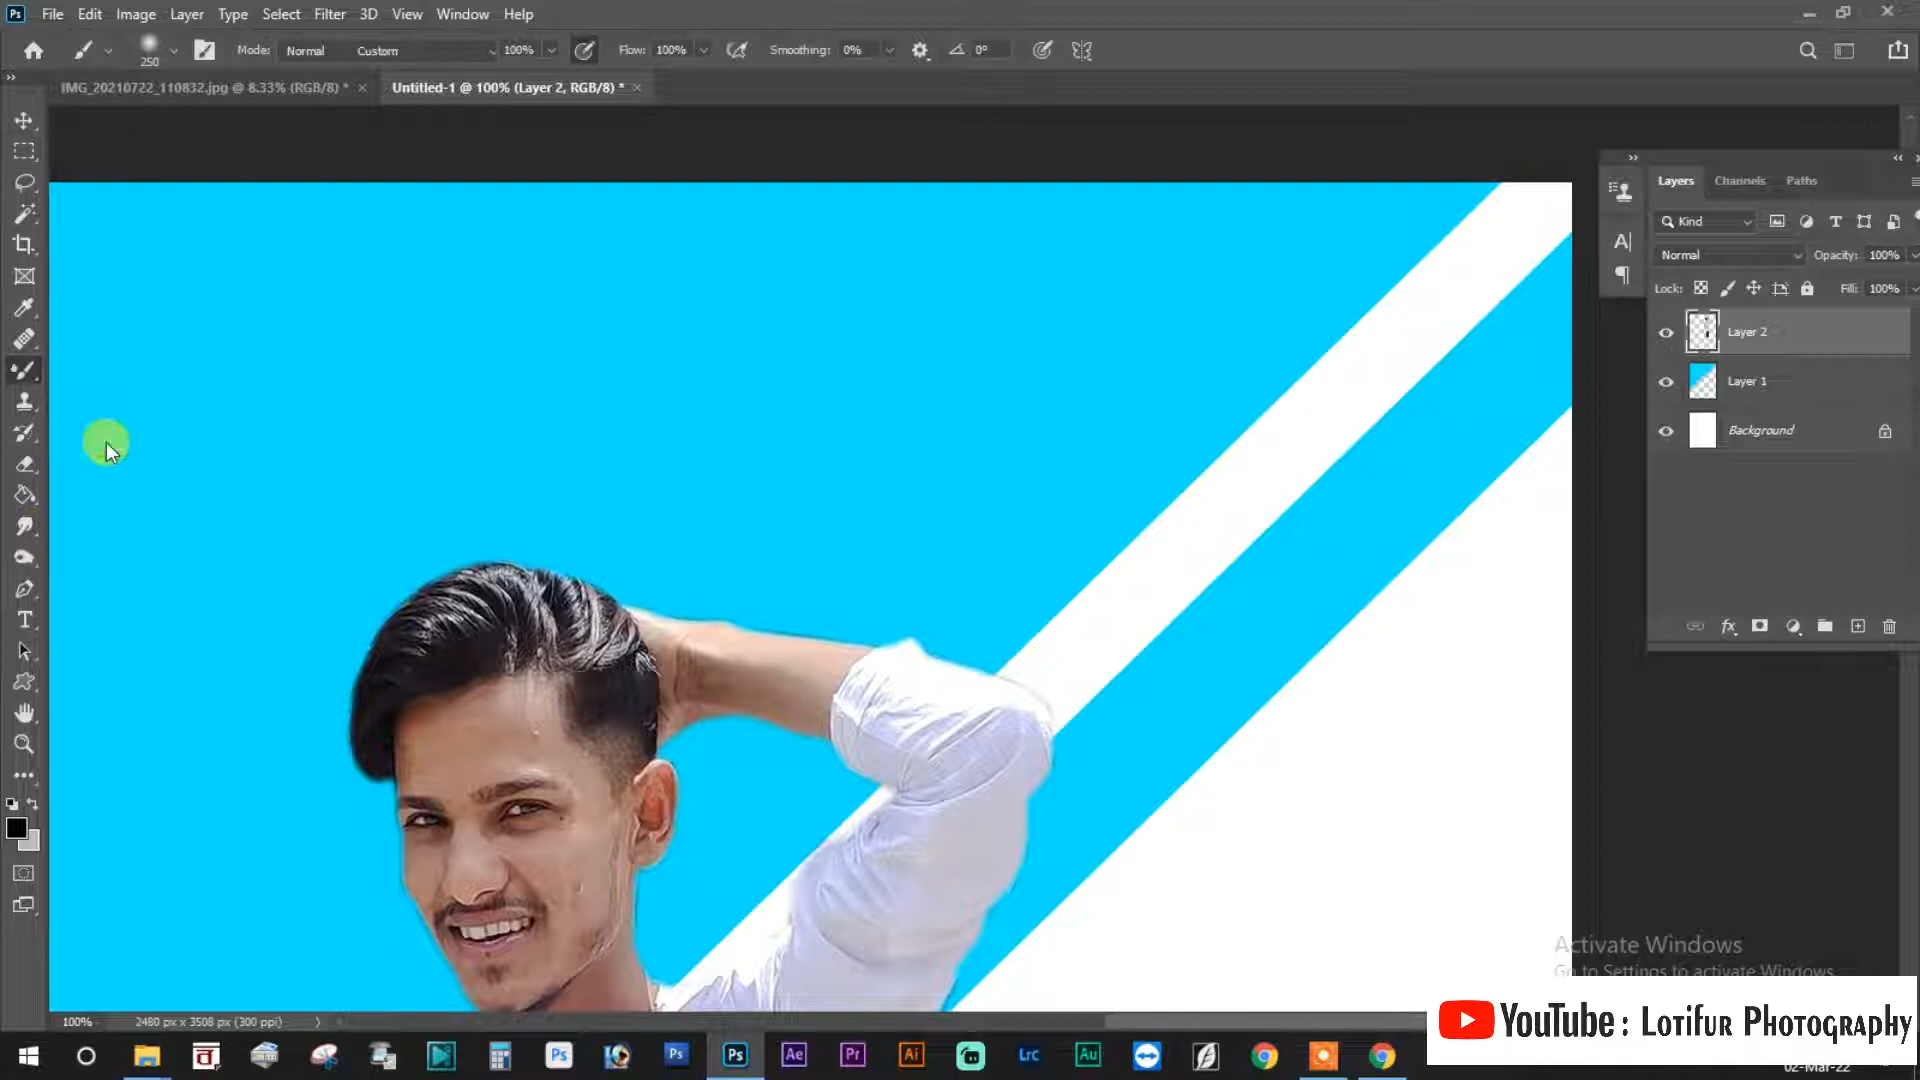 Ps File Edit Image Layer Type Select Filter 3D View Window Help
250 Mode: Normal Custom 100% Flow: 100% Smoothing: 0% 0°
IMG_20210722_110832.jpg @ 8.33% (RGB/8) * × Untitled-1 @ 100% (Layer 2, RGB/8) * ×
Layers Channels Paths
Kind
Normal Opacity: 100%
Lock: Fill: 100%
Layer 2
Layer 1
Background
Activate Windows
Go to Settings to activate Windows.
100% 2480 px x 3508 px (300 ppi)
YouTube : Lotifur Photography
Ps Ps Ps Ae Pr Ai Lrc Au
02-Mar-22